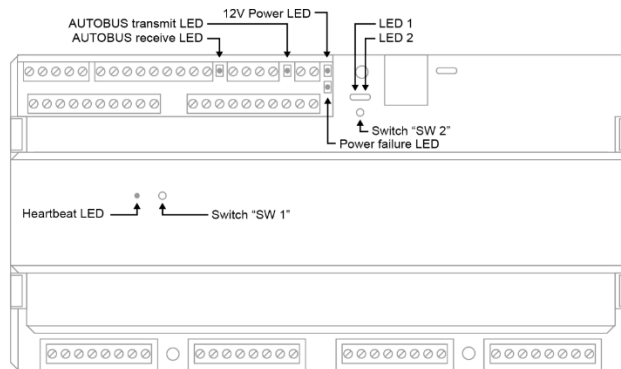 12V Power LED
AUTOBUS transmit LED
LED 1
AUTOBUS receive LED
LED 2
Switch “SW 2”
Power failure LED
Heartbeat LED
Switch “SW 1”